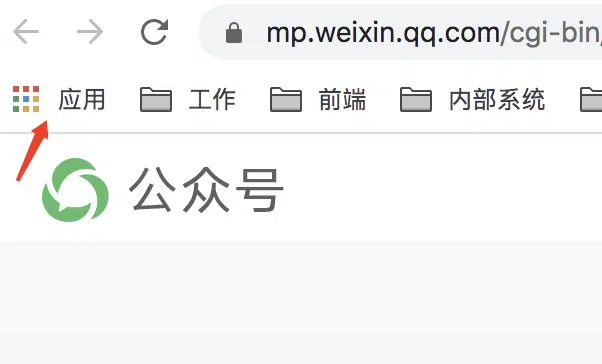 mp.weixin.qq.com/cgi-bin/
应用 工作 前端 内部系统
公众号